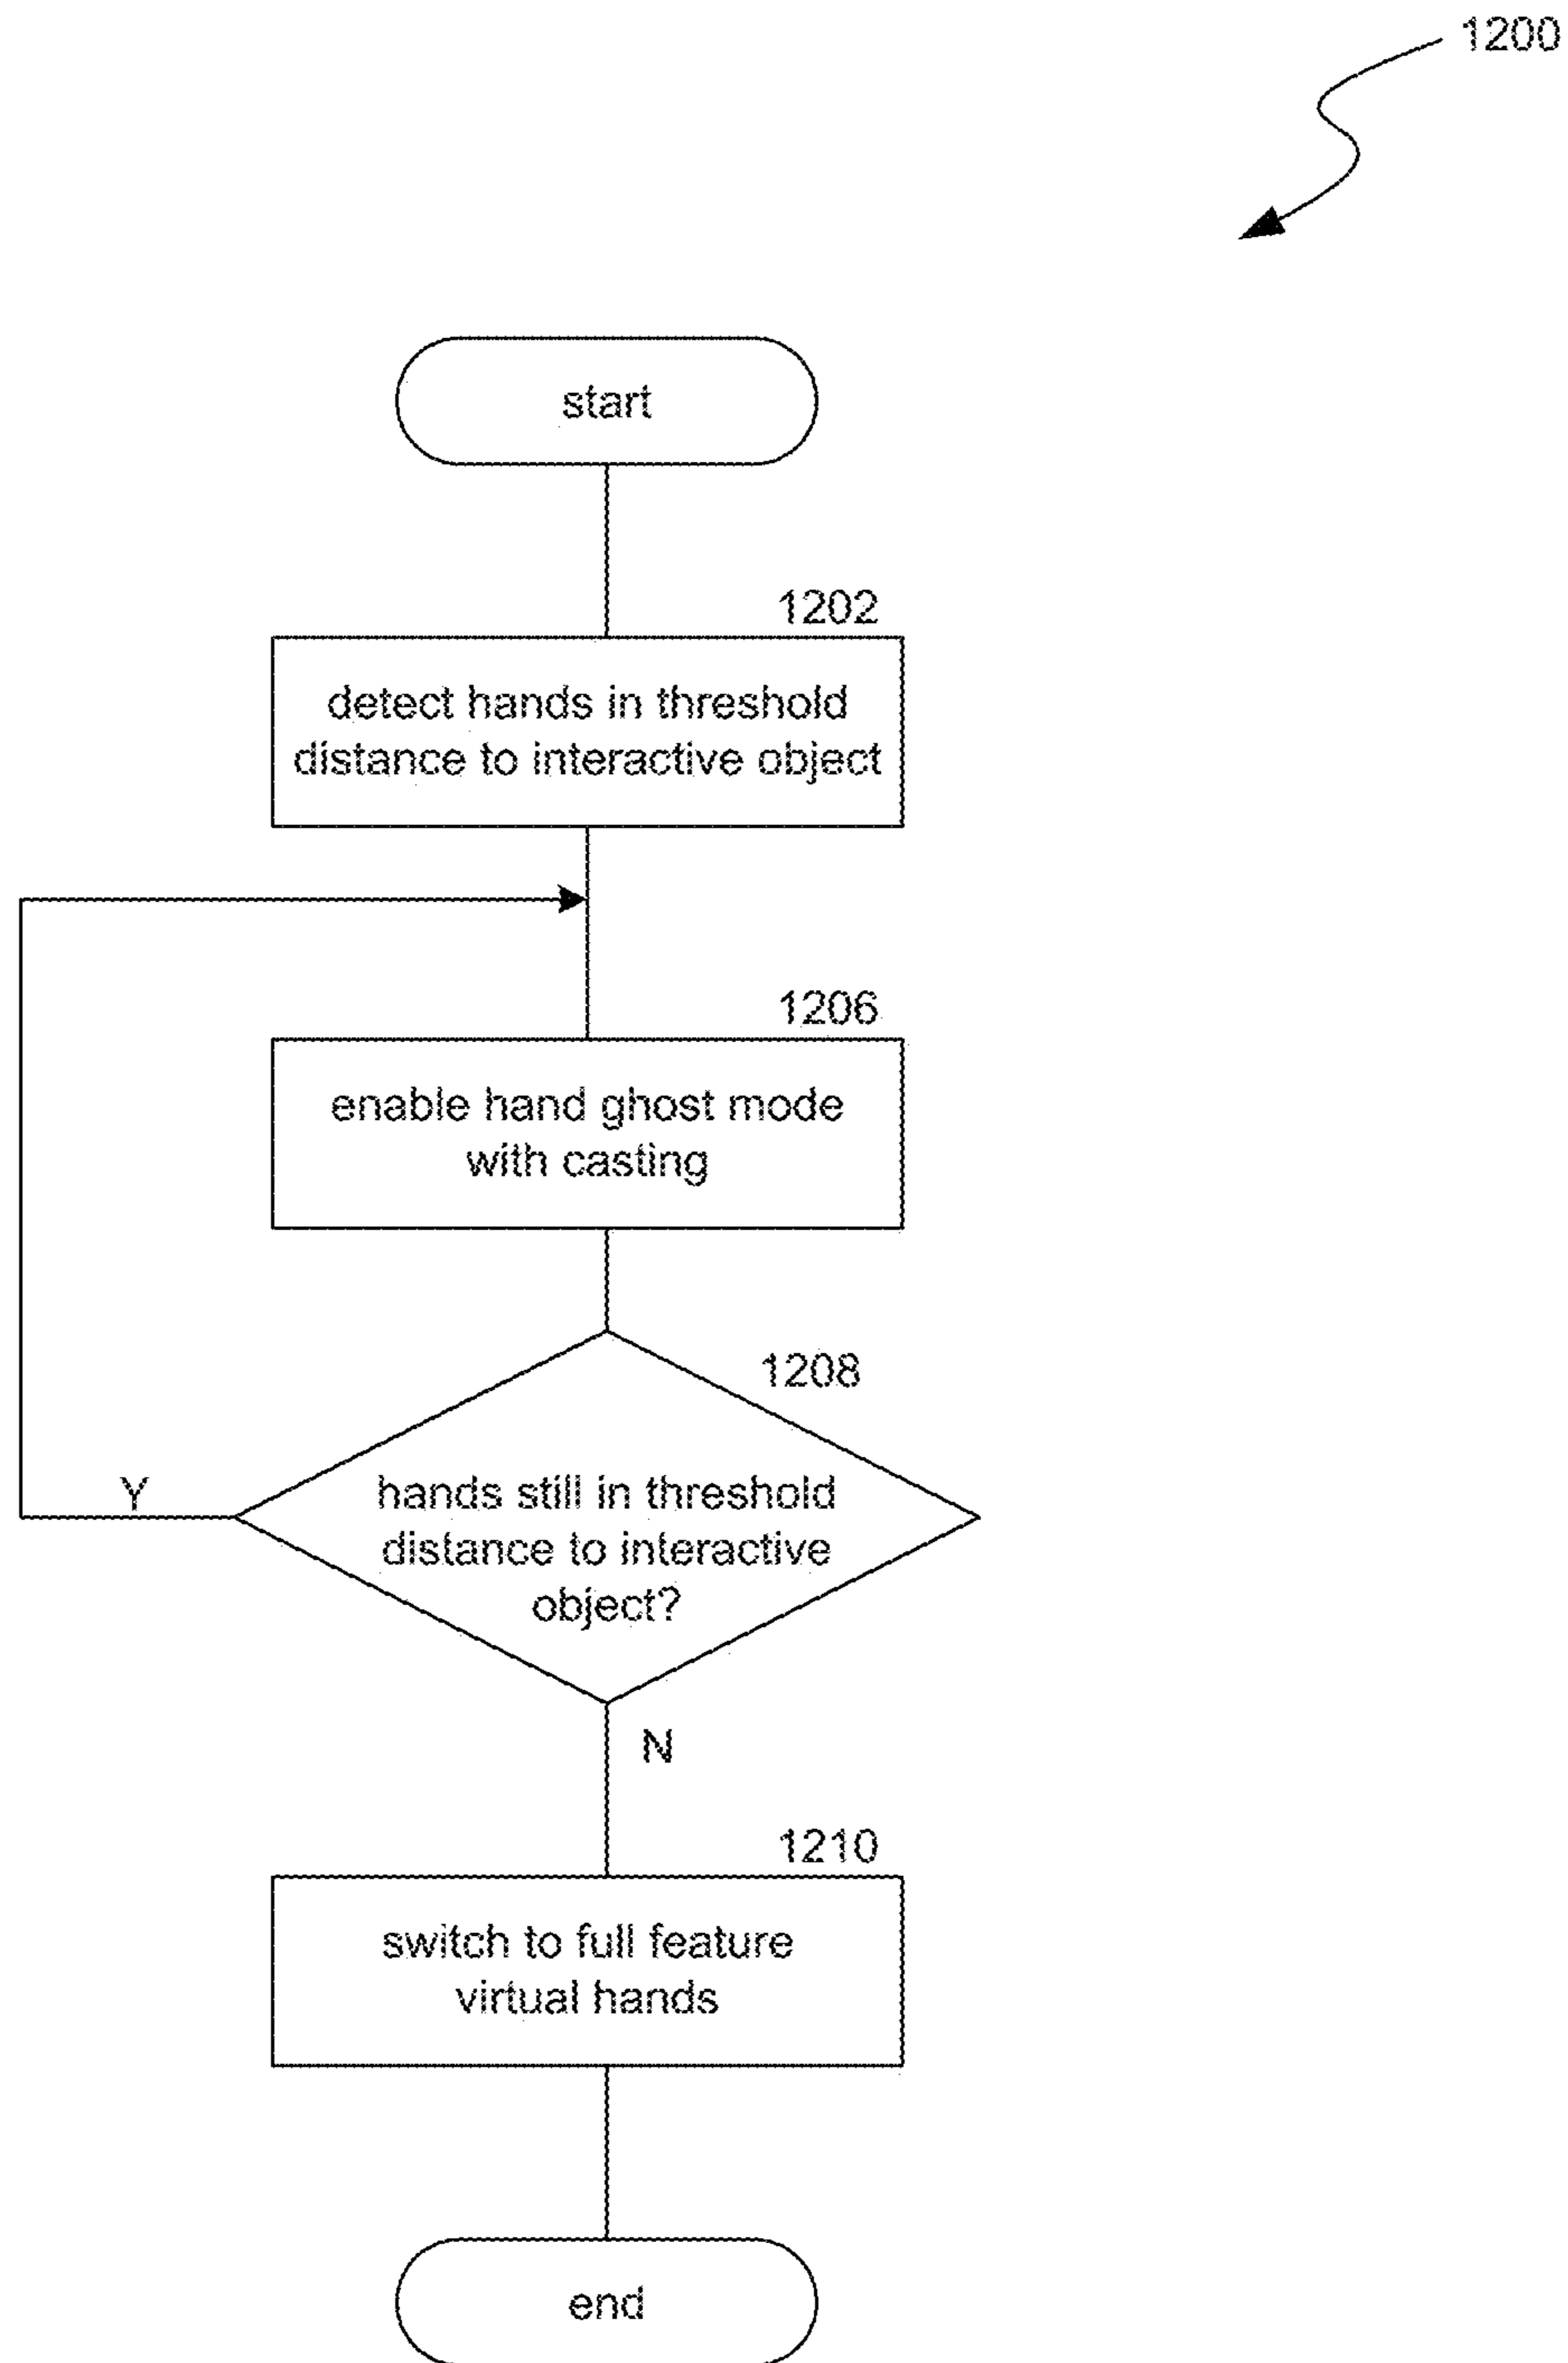 1200
start
1202
detect hands in threshold
distance to interactive object
1206
enable hand ghost mode
with casting
1208
hands still in threshold
distance to interactive
object?
Y
N
1210
switch to full feature
virtual hands
end